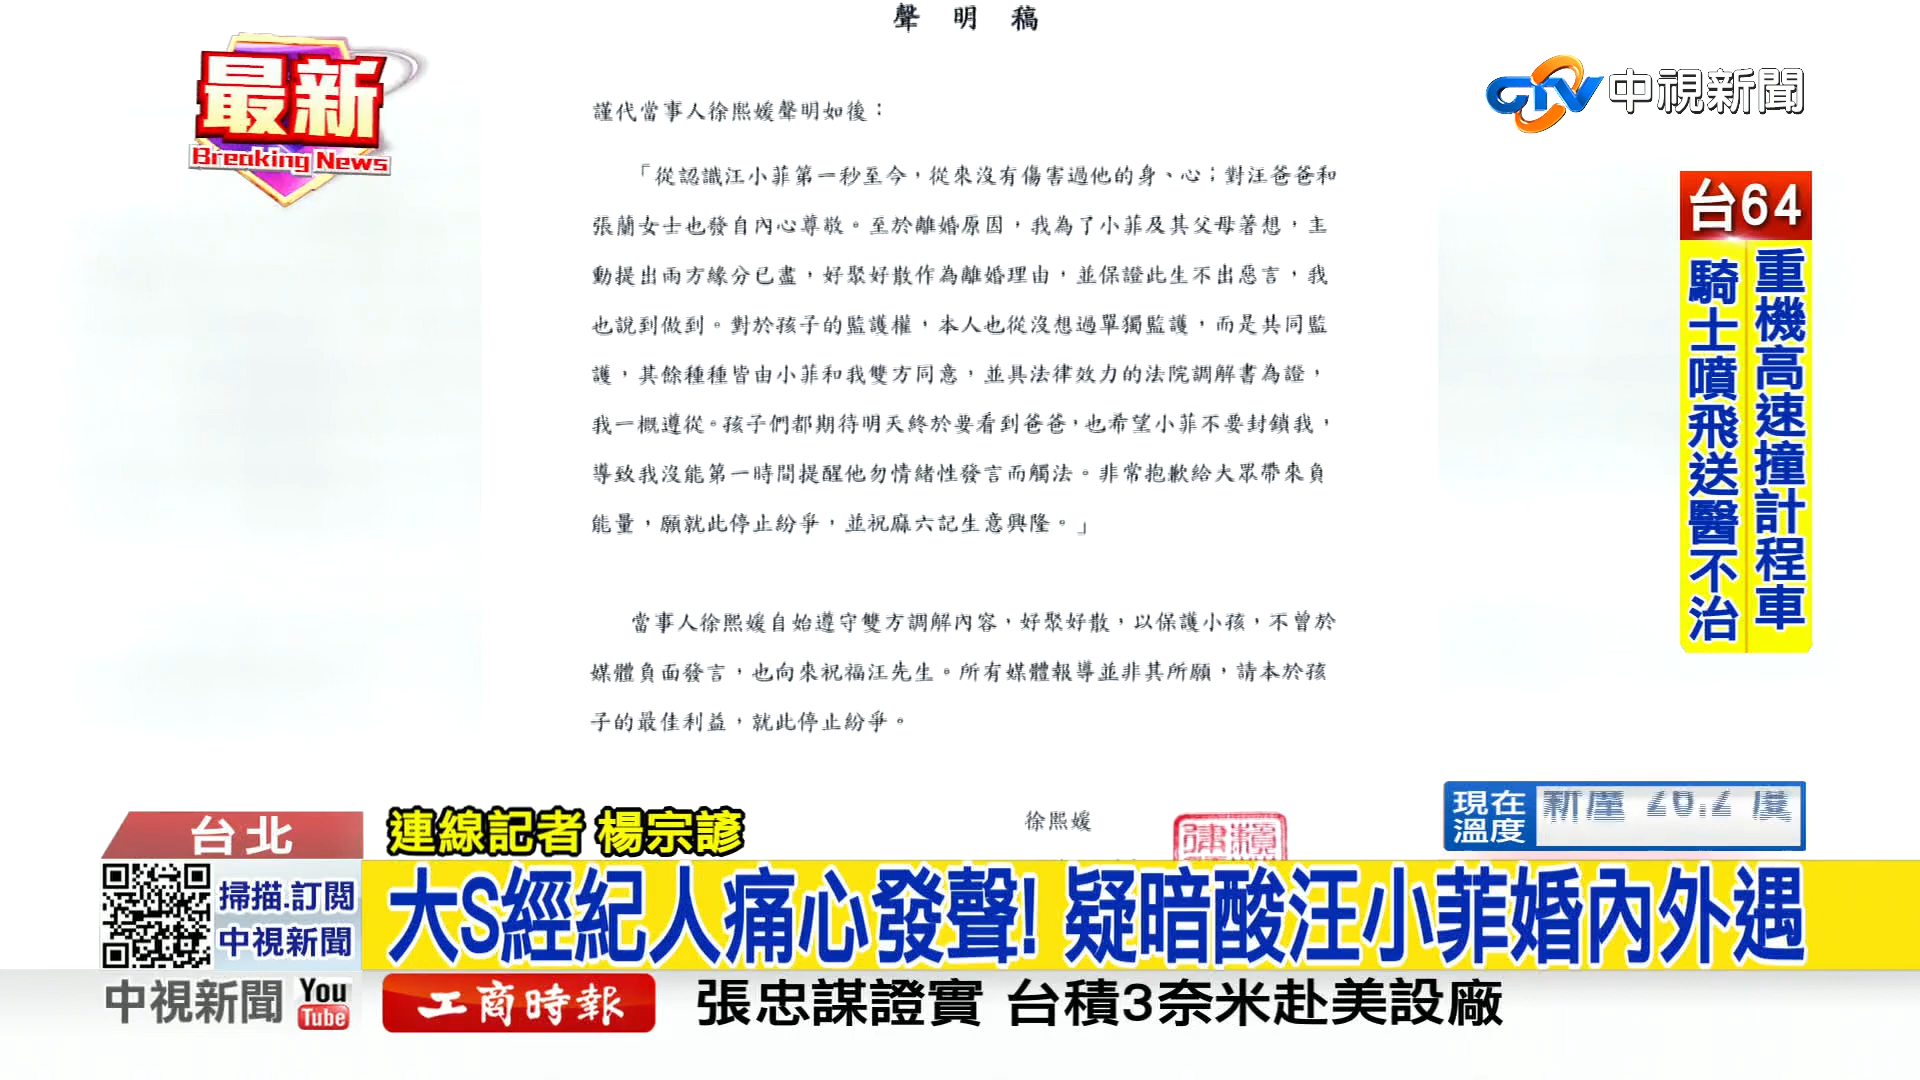 聲明稿
最新
Breaking News
CTV 中視新聞
謹代當事人徐熙媛聲明如後：
「從認識汪小菲第一秒至今，從來沒有傷害過他的身、心；對汪爸爸和
張蘭女士也發自內心尊敬。至於離婚原因，我為了小菲及其父母著想，主
動提出兩方緣分已盡，好聚好散作為離婚理由，並保證此生不出惡言，我
也說到做到。對於孩子的監護權，本人也從沒想過單獨監護，而是共同監
護，其餘種種皆由小菲和我雙方同意，並具法律效力的法院調解書為證，
我一概遵從。孩子們都期待明天終於要看到爸爸，也希望小菲不要封鎖我，
導致我沒能第一時間提醒他勿情緒性發言而觸法。非常抱歉給大眾帶來負
能量，願就此停止紛爭，並祝麻六記生意興隆。」
當事人徐熙媛自始遵守雙方調解內容，好聚好散，以保護小孩，不曾於
媒體負面發言，也向來祝福汪先生。所有媒體報導並非其所願，請本於孩
子的最佳利益，就此停止紛爭。
徐熙媛
台64
重機高速撞計程車
騎士噴飛送醫不治
現在
溫度
台北
連線記者 楊宗諺
掃描.訂閱
中視新聞
大S經紀人痛心發聲! 疑暗酸汪小菲婚內外遇
中視新聞 You Tube
工商時報
張忠謀證實 台積3奈米赴美設廠